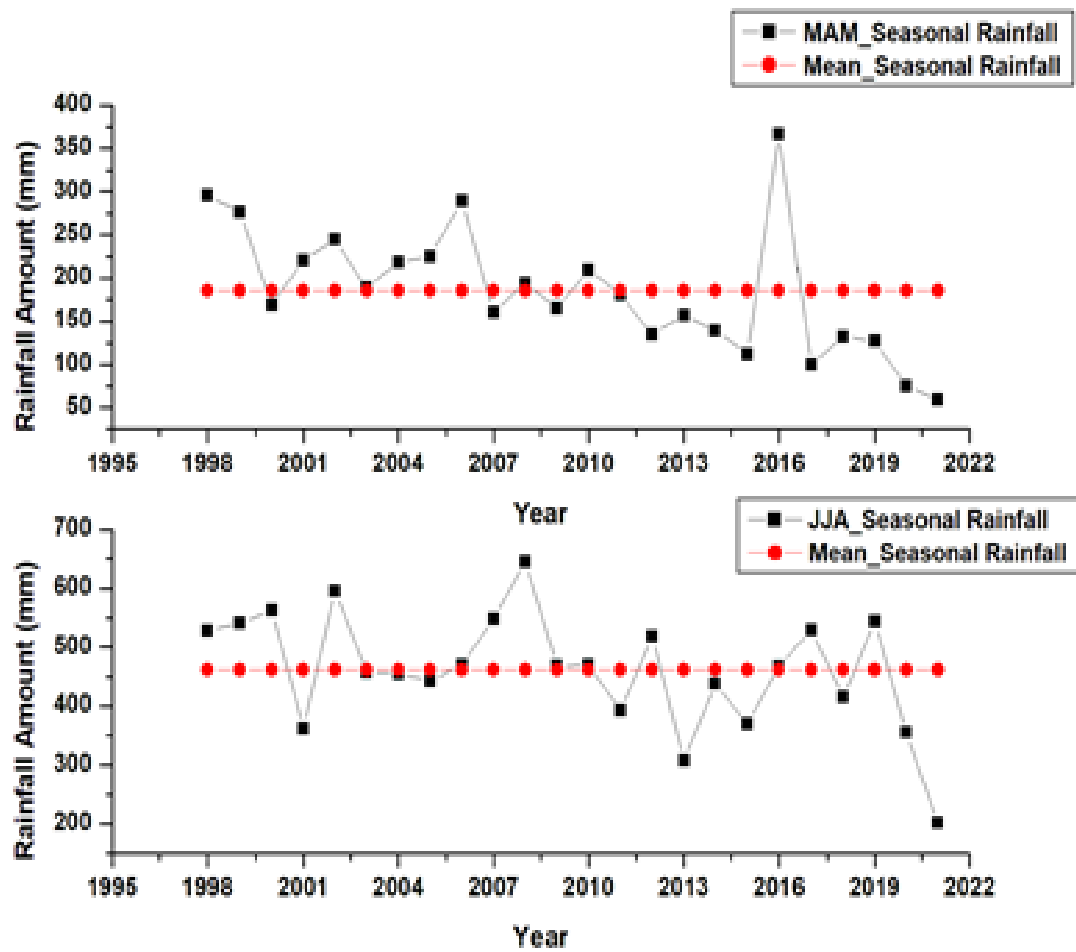 MAM_Seasonal Rainfall
Mean_Seasonal Rainfall
Rainfall Amount (mm)
400
350
300
250
200
150
100
50
1995 1998 2001 2004 2007 2010 2013 2016 2019 2022
Year
JJA_Seasonal Rainfall
Mean_Seasonal Rainfall
Rainfall Amount (mm)
700
600
500
400
300
200
1995 1998 2001 2004 2007 2010 2013 2016 2019 2022
Year